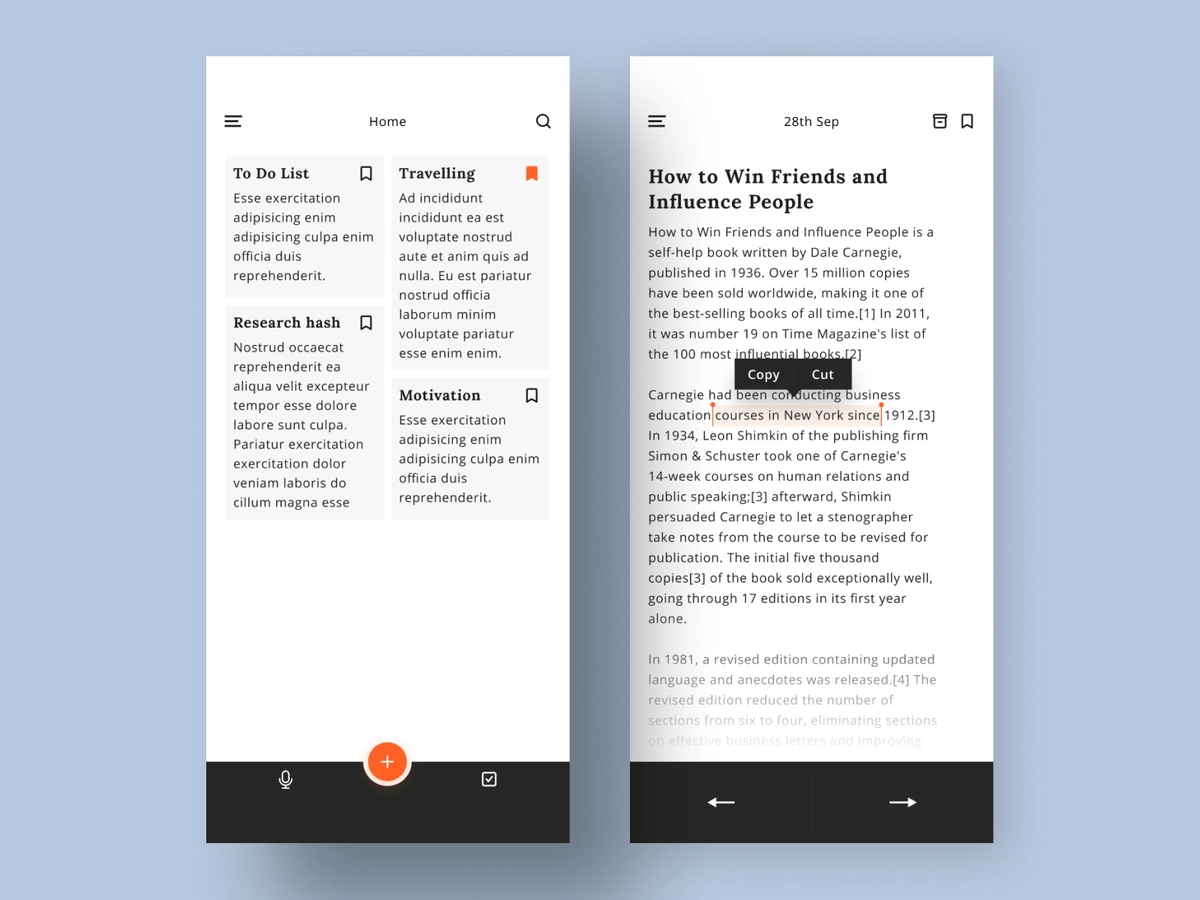 Home
To Do List
Esse exercitation
adipisicing enim
adipisicing culpa enim
officia duis
reprehenderit.
Research hash
Nostrud occaecat
reprehenderit ea
aliqua velit excepteur
tempor esse dolore
labore sunt culpa.
Pariatur exercitation
exercitation dolor
veniam laboris do
cillum magna esse
Travelling
Ad incididunt
incididunt ea est
voluptate nostrud
aute et anim quis ad
nulla. Eu est pariatur
nostrud officia
laborum minim
voluptate pariatur
esse enim enim.
Motivation
Esse exercitation
adipisicing enim
adipisicing culpa enim
officia duis
reprehenderit.
28th Sep
How to Win Friends and
Influence People
How to Win Friends and Influence People is a
self-help book written by Dale Carnegie,
published in 1936. Over 15 million copies
have been sold worldwide, making it one of
the best-selling books of all time.[1] In 2011,
it was number 19 on Time Magazine's list of
the 100 most influential books.[2]
Copy Cut
Carnegie had been conducting business
education courses in New York since 1912.[3]
In 1934, Leon Shimkin of the publishing firm
Simon & Schuster took one of Carnegie's
14-week courses on human relations and
public speaking;[3] afterward, Shimkin
persuaded Carnegie to let a stenographer
take notes from the course to be revised for
publication. The initial five thousand
copies[3] of the book sold exceptionally well,
going through 17 editions in its first year
alone.
In 1981, a revised edition containing updated
language and anecdotes was released.[4] The
revised edition reduced the number of
sections from six to four, eliminating sections
on effective business letters and improving